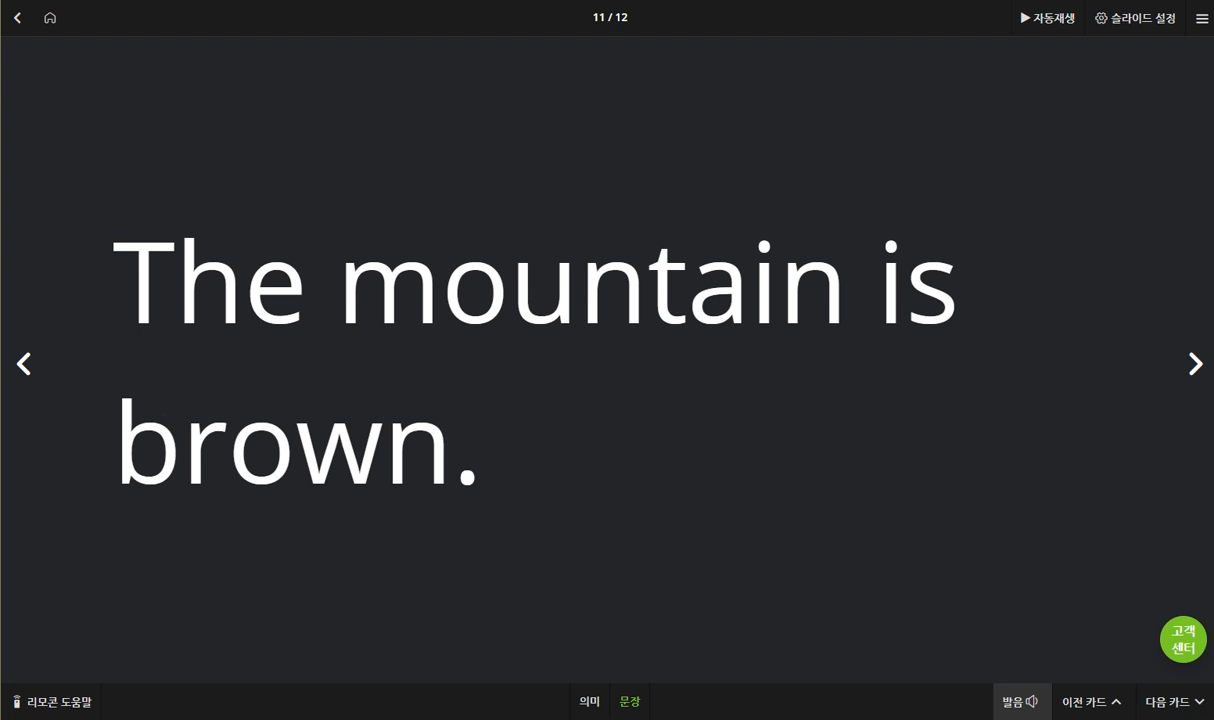 11 / 12
자동재생
슬라이드 설정
The mountain is
brown.
고객
센터
리모콘 도움말
의미
문장
발음
이전 카드
다음 카드